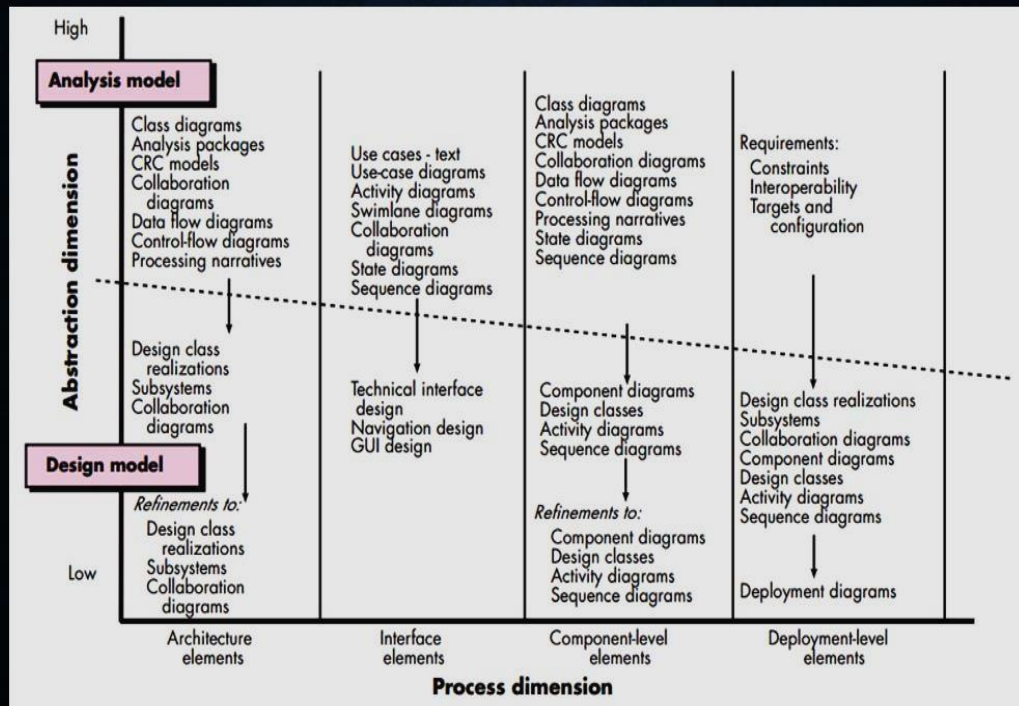 High
Analysis model
Abstraction dimension
Class diagrams
Analysis packages
CRC models
Collaboration
diagrams
Data flow diagrams
Control-flow diagrams
Processing narratives
Design class
realizations
Subsystems
Collaboration
diagrams
Design model
Refinements to:
Design class
realizations
Subsystems
Collaboration
diagrams
Low
Use cases - text
Use-case diagrams
Activity diagrams
Swimlane diagrams
Collaboration
diagrams
State diagrams
Sequence diagrams
Technical interface
design
Navigation design
GUI design
Class diagrams
Analysis packages
CRC models
Collaboration diagrams
Data flow diagrams
Control-flow diagrams
Processing narratives
State diagrams
Sequence diagrams
Component diagrams
Design classes
Activity diagrams
Sequence diagrams
Refinements to:
Component diagrams
Design classes
Activity diagrams
Sequence diagrams
Requirements:
Constraints
Interoperability
Targets and
configuration
Design class realizations
Subsystems
Collaboration diagrams
Component diagrams
Design classes
Activity diagrams
Sequence diagrams
Deployment diagrams
Architecture
elements
Interface
elements
Component-level
elements
Deployment-level
elements
Process dimension